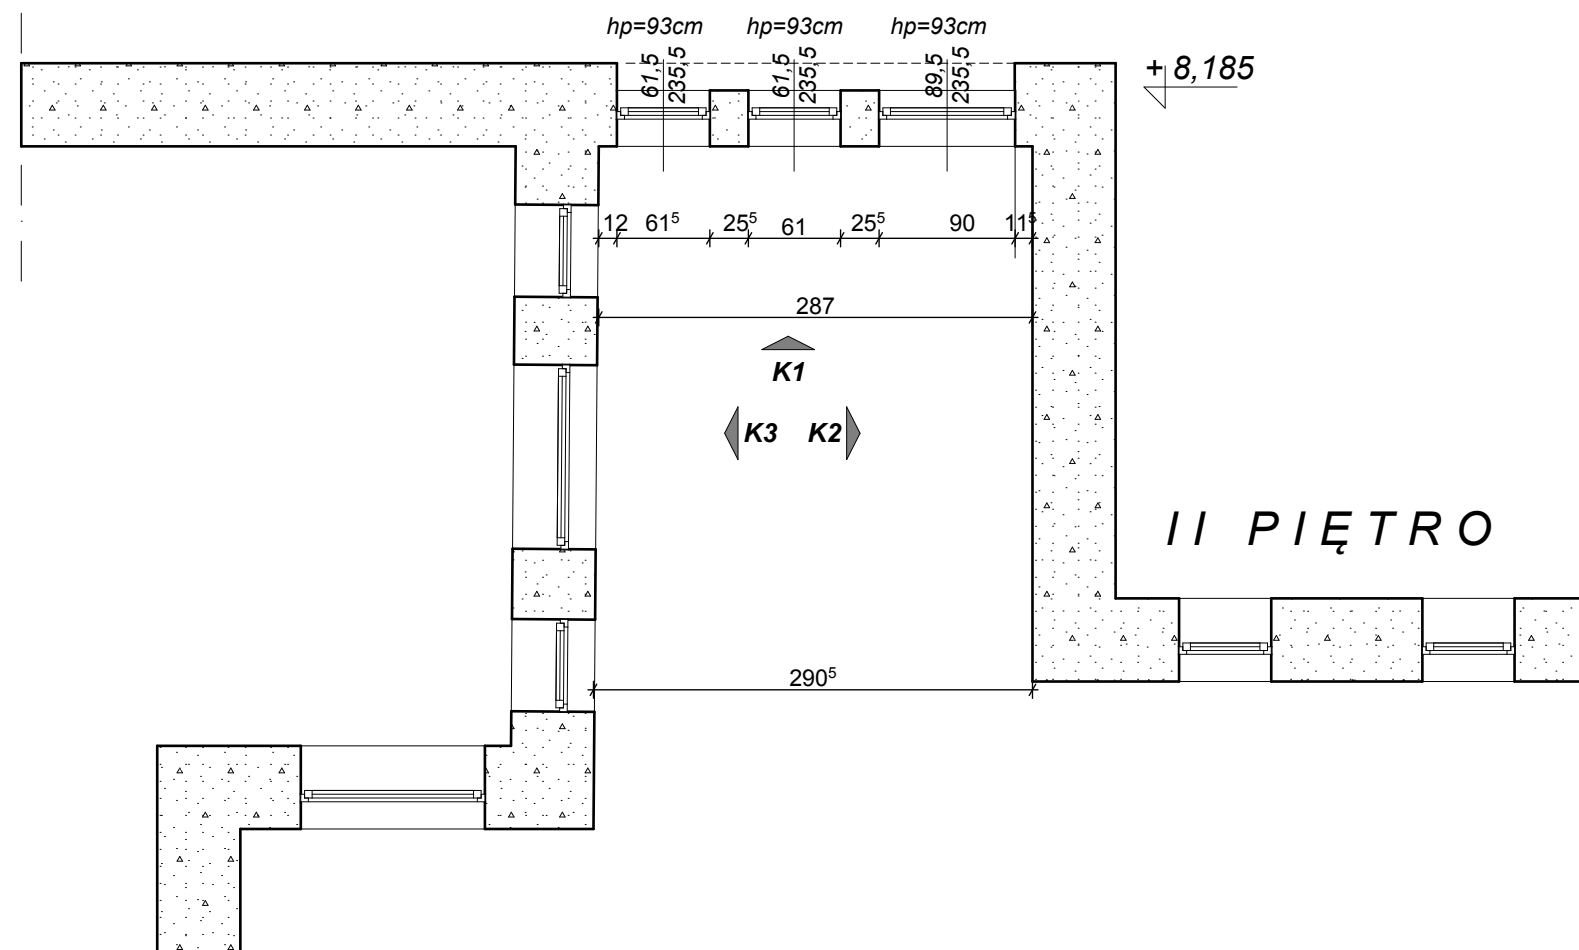 hp=93cm hp=93cm hp=93cm
61,5
235,5
61,5
235,5
89,5
235,5
+ 8,185
12 61⁵ 25⁵ 61 25⁵ 90 11⁵
287
K1
K3 K2
II PIĘTRO
290⁵